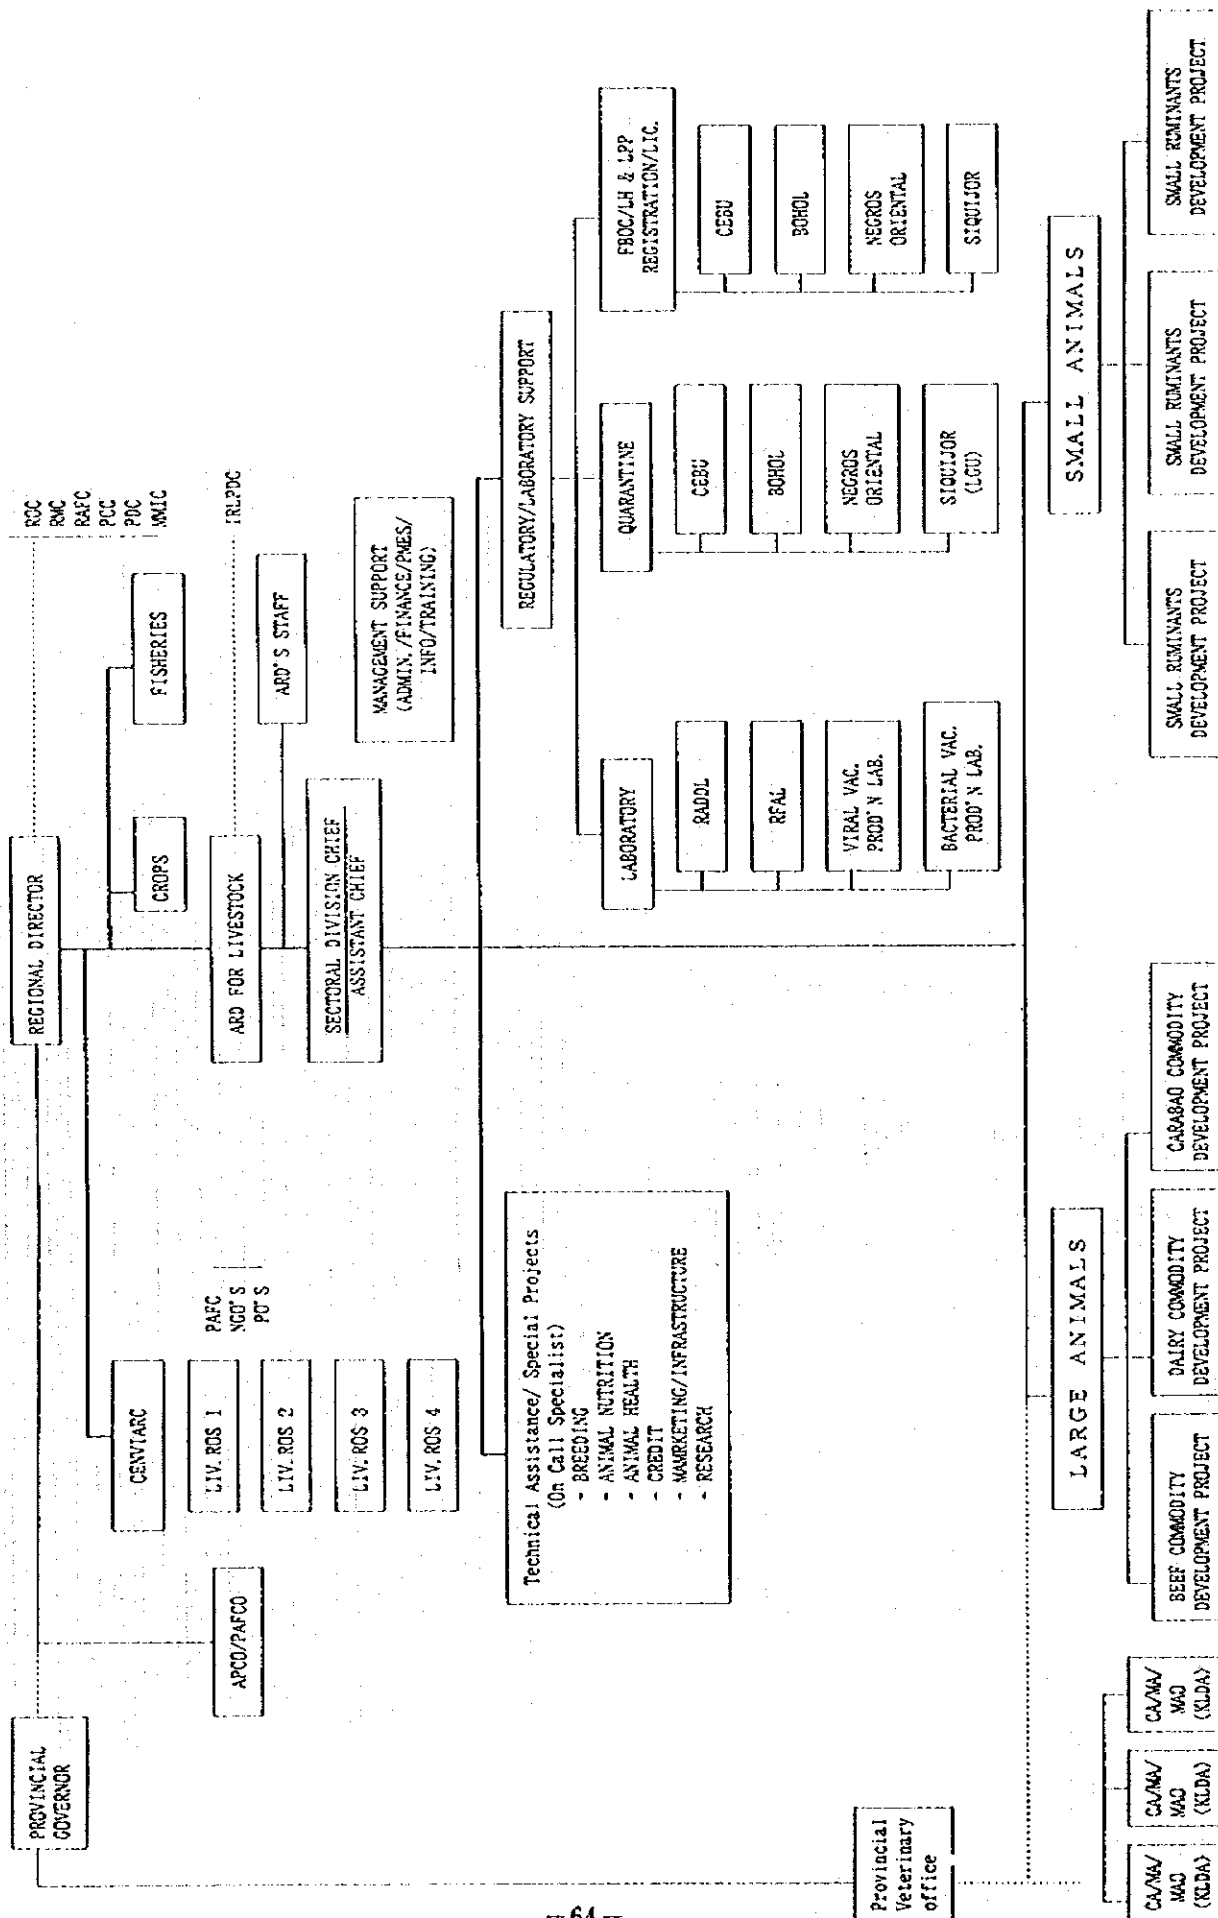 PROVINCIAL
GOVERNOR
REGIONAL DIRECTOR
RDC
RMC
RAFC
PCC
PDC
MMIC
CENVIARC
CROPS
FISHERIES
APCO/PAFCO
LIV. ROS 1
LIV. ROS 2
LIV. ROS 3
LIV. ROS 4
PAFC
NGO'S
PO'S
ARD FOR LIVESTOCK
IRLPDC
ARD'S STAFF
SECTORAL DIVISION CHIEF
ASSISTANT CHIEF
MANAGEMENT SUPPORT
(ADMIN./FINANCE/PMES/
INFO/TRAINING)
Technical Assistance/ Special Projects
(On Call Specialist)
- BREEDING
- ANIMAL NUTRITION
- ANIMAL HEALTH
- CREDIT
- MAMRKETING/INFRASTRUCTURE
- RESEARCH
REGULATORY/LABORATORY SUPPORT
LABORATORY
RADDL
RFAL
VIRAL VAC.
PROD'N LAB.
BACTERIAL VAC.
PROD'N LAB.
QUARANTINE
CEBU
BOHOL
NEGROS
ORIENTAL
SIQUIJOR
(LGU)
FBOC/LH & LPP
REGISTRATION/LIC.
CEBU
BOHOL
NEGROS
ORIENTAL
SIQUIJOR
Provincial
Veterinary
office
LARGE ANIMALS
SMALL ANIMALS
CA/MA/
MAO
(KLDA)
CA/MA/
MAO
(KLDA)
CA/MA/
MAO
(KLDA)
BEEF COMMODITY
DEVELOPMENT PROJECT
DAIRY COMMODITY
DEVELOPMENT PROJECT
CARABAO COMMODITY
DEVELOPMENT PROJECT
SMALL RUMINANTS
DEVELOPMENT PROJECT
SMALL RUMINANTS
DEVELOPMENT PROJECT
SMALL RUMINANTS
DEVELOPMENT PROJECT
—64—